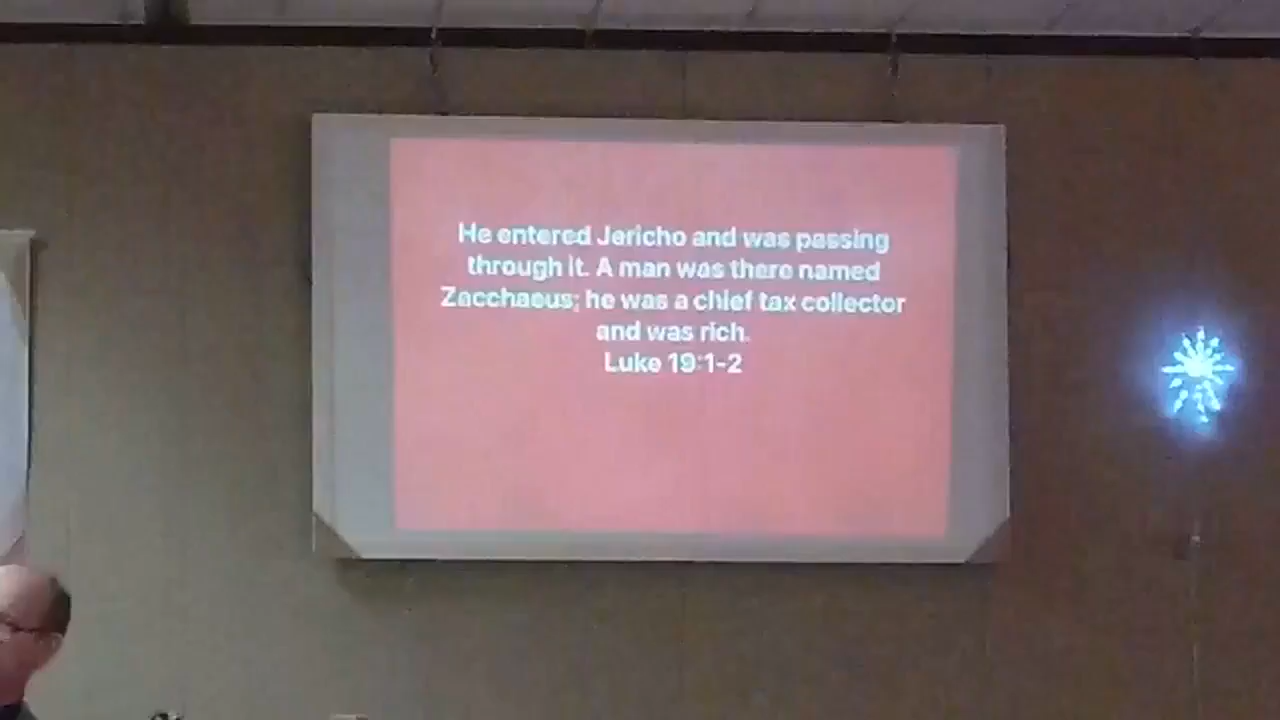 He entered Jericho and was passing
through it. A man was there named
Zacchaeus; he was a chief tax collector
and was rich.
Luke 19:1-2